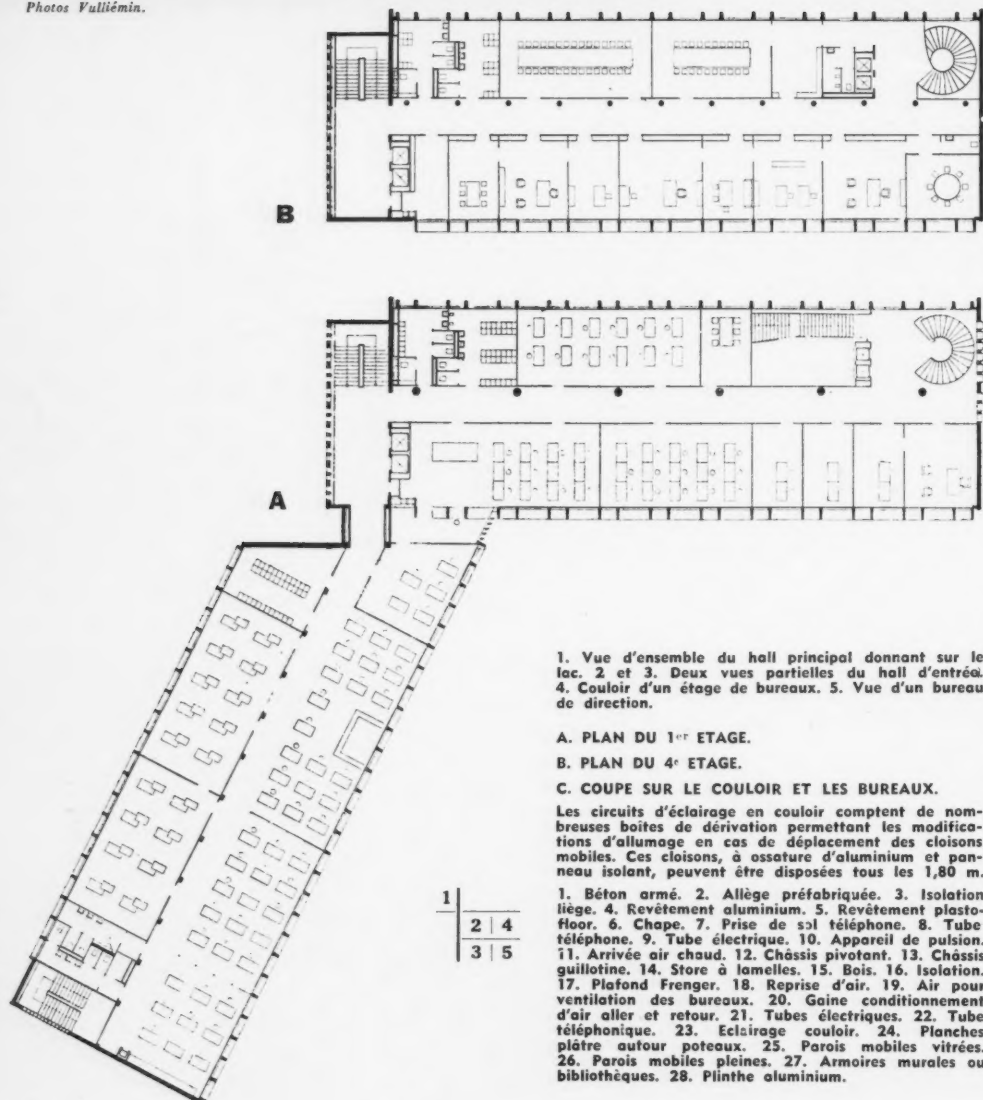 Photos Vulliémin.
B
A
1. Vue d'ensemble du hall principal donnant sur le
lac. 2 et 3. Deux vues partielles du hall d'entrée.
4. Couloir d'un étage de bureaux. 5. Vue d'un bureau
de direction.
A. PLAN DU 1er ETAGE.
B. PLAN DU 4e ETAGE.
C. COUPE SUR LE COULOIR ET LES BUREAUX.
Les circuits d'éclairage en couloir comptent de nom-
breuses boîtes de dérivation permettant les modifica-
tions d'allumage en cas de déplacement des cloisons
mobiles. Ces cloisons, à ossature d'aluminium et pan-
neau isolant, peuvent être disposées tous les 1,80 m.
1. Béton armé. 2. Allège préfabriquée. 3. Isolation
liège. 4. Revêtement aluminium. 5. Revêtement plasto-
floor. 6. Chape. 7. Prise de sol téléphone. 8. Tube
téléphone. 9. Tube électrique. 10. Appareil de pulsion.
11. Arrivée air chaud. 12. Châssis pivotant. 13. Châssis
guillotine. 14. Store à lamelles. 15. Bois. 16. Isolation.
17. Plafond Frenger. 18. Reprise d'air. 19. Air pour
ventilation des bureaux. 20. Gaine conditionnement
d'air aller et retour. 21. Tubes électriques. 22. Tube
téléphonique. 23. Eclairage couloir. 24. Planches
plâtre autour poteaux. 25. Parois mobiles vitrées.
26. Parois mobiles pleines. 27. Armoires murales ou
bibliothèques. 28. Plinthe aluminium.
1
2 | 4
3 | 5